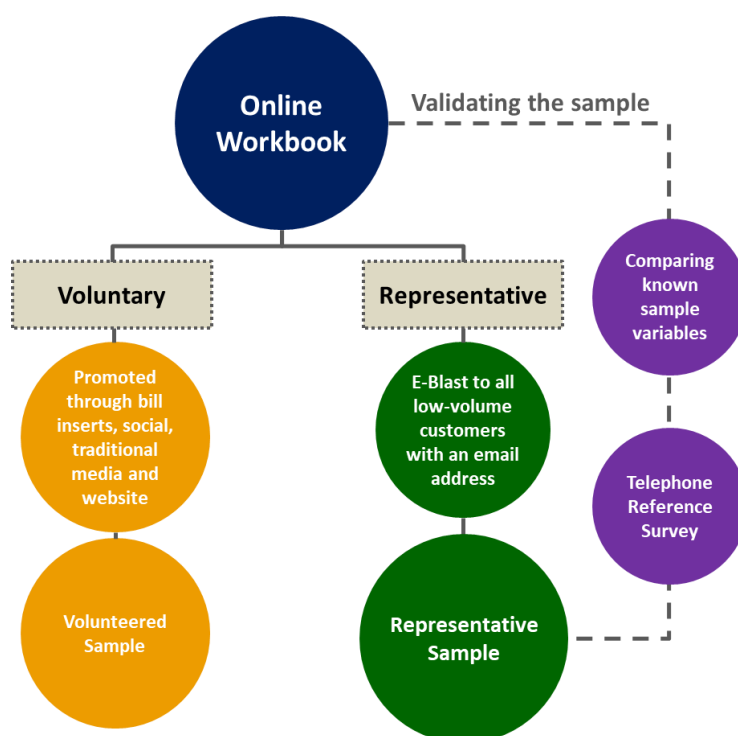 Online
Workbook
Validating the sample
Voluntary
Representative
Comparing
known
sample
variables
Promoted
through bill
inserts, social,
traditional
media and
website
E-Blast to all
low-volume
customers
with an email
address
Telephone
Reference
Survey
Volunteered
Sample
Representative
Sample